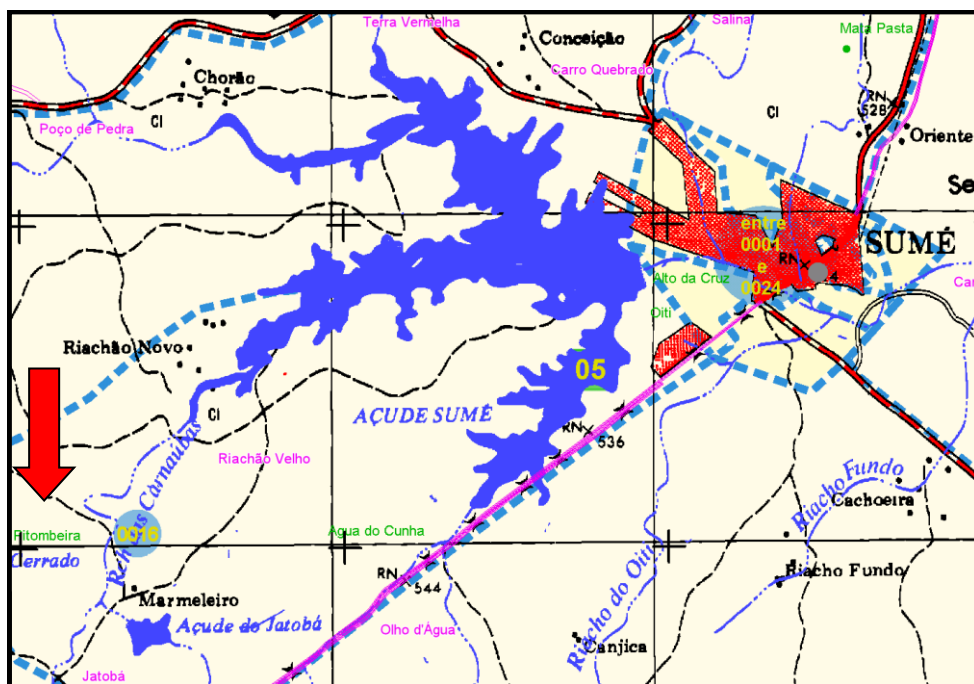 Terra Vermelha
Salina
Mata Pasta
Conceição
Carro Quebrado
Chorão
RN
528
Poço de Pedra
CI
CI
Oriente
Se
entre
0001
e
0024
SUMÉ
RN
4
Alto da Cruz
Car
Oiti
Riachão Novo
05
CI
AÇUDE SUMÉ
RN
536
Riachão Velho
Riacho Fundo
Cachoeira
Pitombeira
0016
Água do Cunha
Cerrado
RN
544
Riacho Fundo
Marmeleiro
Açude do Jatobá
Olho d'Água
Riacho do Oiti
Canjica
Jatobá